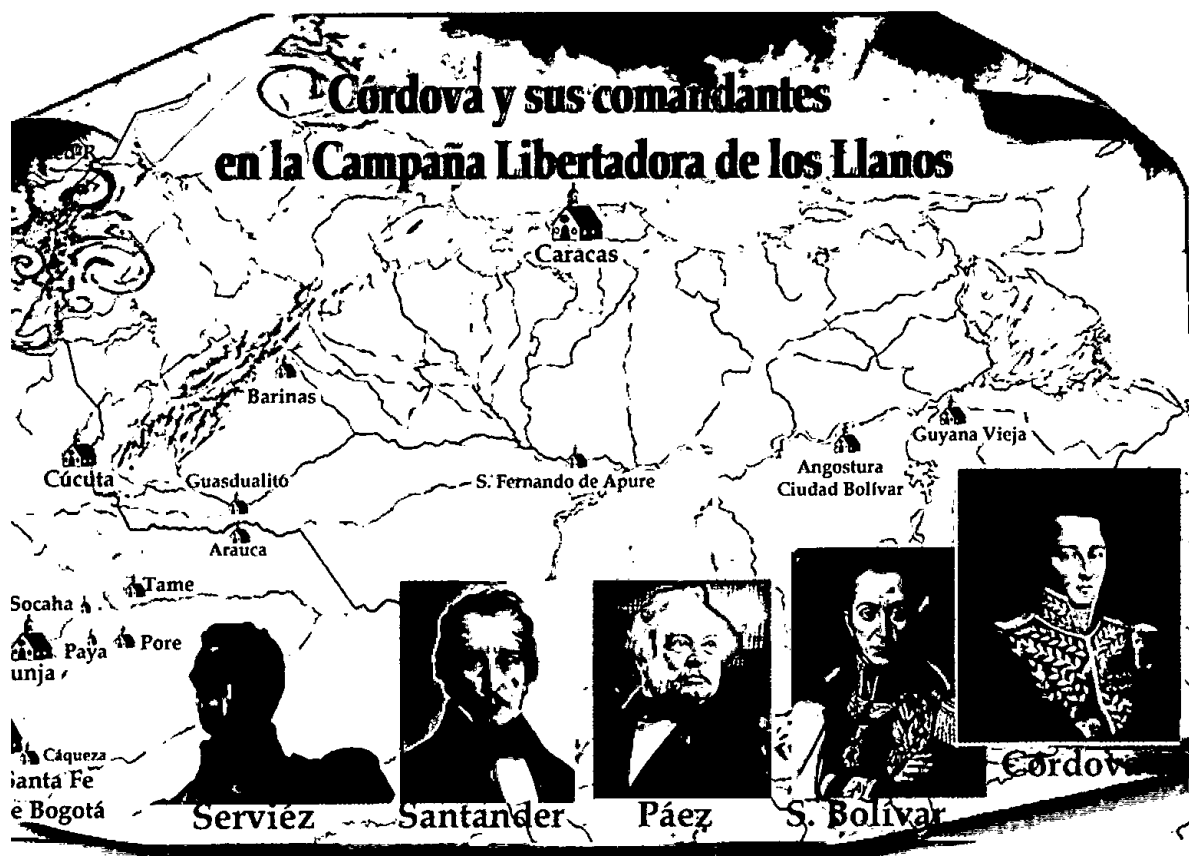 Córdova y sus comandantes
en la Campaña Libertadora de los Llanos
Caracas
Barinas
Guyana Vieja
Cúcuta
Guasdualito
S. Fernando de Apure
Angostura
Ciudad Bolívar
Arauca
Tame
Socaha
Paya
Pore
unja
Cáqueza
Santa Fe
e Bogotá
Serviéz
Santander
Páez
S. Bolívar
Córdova